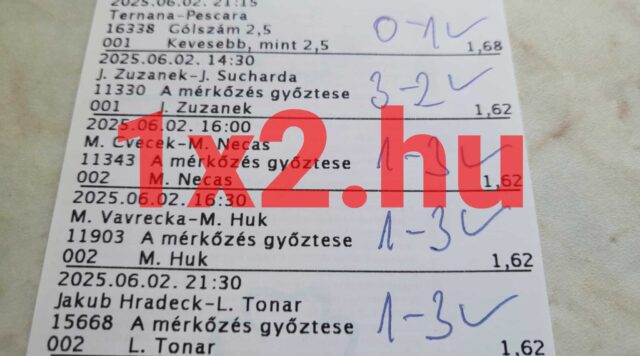 2025.06.02. 21:15
Ternana-Pescara
16338 Gólszám 2,5
001 Kevesebb, mint 2,5 1,68
0-1✓
2025.06.02. 14:30
J. Zuzanek-J. Sucharda
11330 A mérkőzés győztese
001 J. Zuzanek 1,62
3-2✓
2025.06.02. 16:00
M. Cvecek-M. Necas
11343 A mérkőzés győztese
002 M. Necas 1,62
1-3✓
1x2.hu
2025.06.02. 16:30
M. Vavrecka-M. Huk
11903 A mérkőzés győztese
002 M. Huk 1,62
1-3✓
2025.06.02. 21:30
Jakub Hradeck-L. Tonar
15668 A mérkőzés győztese
002 L. Tonar 1,62
1-3✓